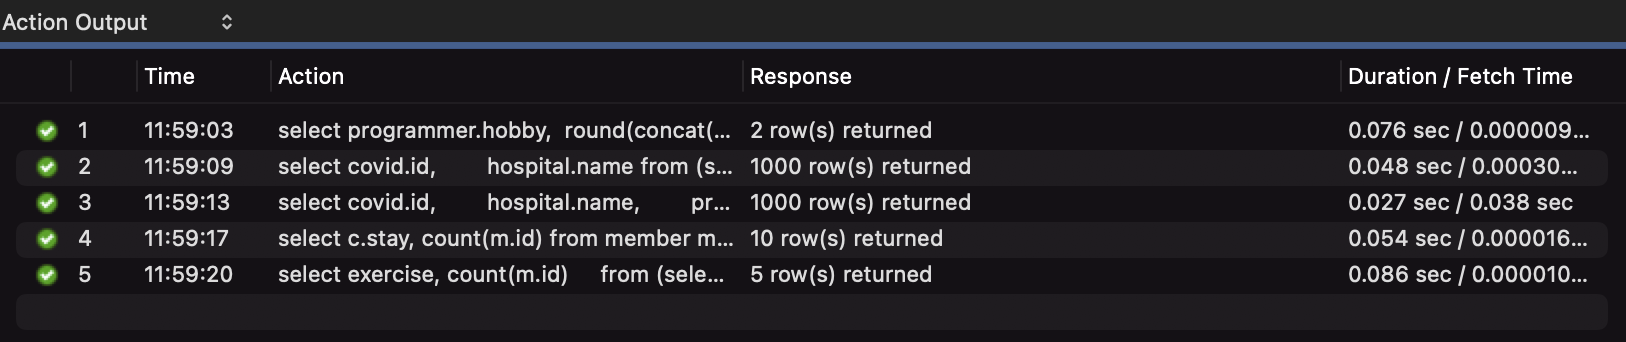 Action Output
Time Action Response Duration / Fetch Time
1 11:59:03 select programmer.hobby,  round(concat(... 2 row(s) returned 0.076 sec / 0.000009...
2 11:59:09 select covid.id,       hospital.name from (s... 1000 row(s) returned 0.048 sec / 0.00030...
3 11:59:13 select covid.id,       hospital.name,       pr... 1000 row(s) returned 0.027 sec / 0.038 sec
4 11:59:17 select c.stay, count(m.id) from member m... 10 row(s) returned 0.054 sec / 0.000016...
5 11:59:20 select exercise, count(m.id)    from (sele... 5 row(s) returned 0.086 sec / 0.000010...